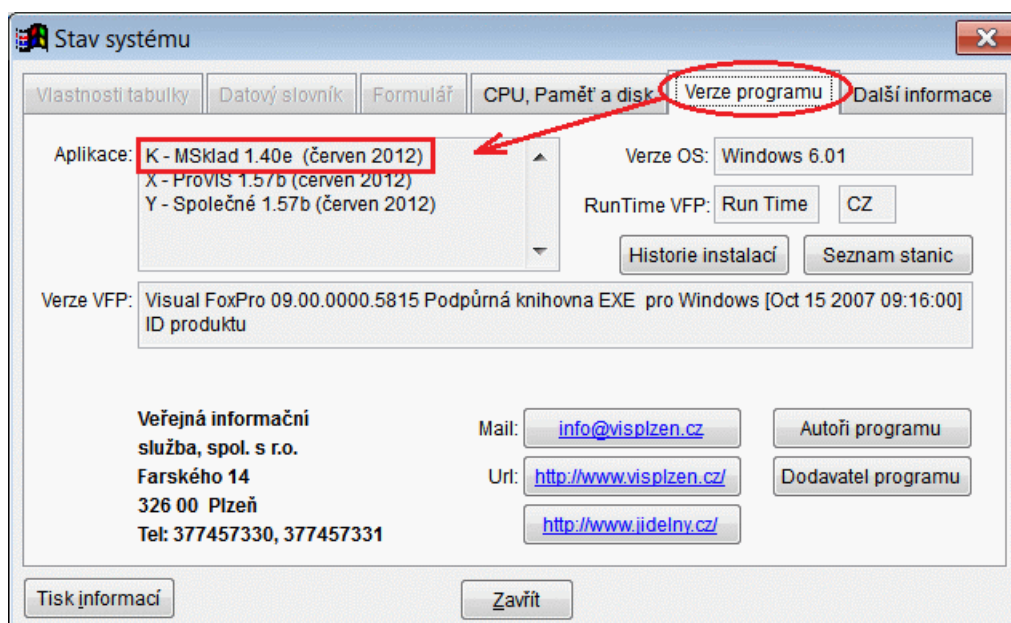 Stav systému
Vlastnosti tabulky Datový slovník Formulář CPU, Paměť a disk Verze programu Další informace
Aplikace: K - MSklad 1.40e (červen 2012) Verze OS: Windows 6.01
X - ProVIS 1.57b (červen 2012)
Y - Společné 1.57b (červen 2012) RunTime VFP: Run Time CZ
Historie instalací Seznam stanic
Verze VFP: Visual FoxPro 09.00.0000.5815 Podpůrná knihovna EXE pro Windows [Oct 15 2007 09:16:00]
ID produktu
Veřejná informační
služba, spol. s r.o.
Farského 14
326 00 Plzeň
Tel: 377457330, 377457331
Mail: info@visplzen.cz Autoři programu
Url: http://www.visplzen.cz/ Dodavatel programu
http://www.jidelny.cz/
Tisk informací Zavřít